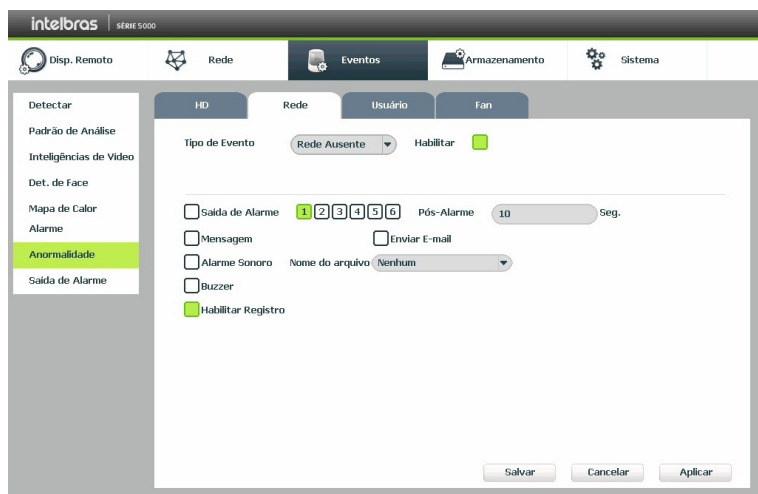 intelbras SÉRIE 5000
Disp. Remoto Rede Eventos Armazenamento Sistema
Detectar
Padrão de Análise
Inteligências de Vídeo
Det. de Face
Mapa de Calor
Alarme
Anormalidade
Saída de Alarme
HD Rede Usuário Fan
Tipo de Evento Rede Ausente Habilitar
Saída de Alarme 1 2 3 4 5 6 Pós-Alarme 10 Seg.
Mensagem Enviar E-mail
Alarme Sonoro Nome do arquivo Nenhum
Buzzer
Habilitar Registro
Salvar Cancelar Aplicar